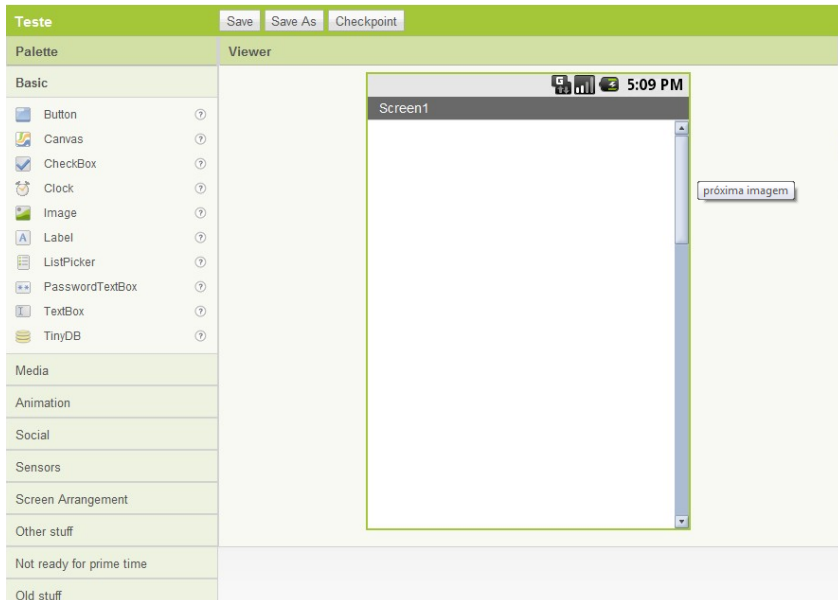 Teste Save Save As Checkpoint
Palette Viewer
Basic
Button ?
Canvas ?
CheckBox ?
Clock ?
Image ?
Label ?
ListPicker ?
PasswordTextBox ?
TextBox ?
TinyDB ?
Media
Animation
Social
Sensors
Screen Arrangement
Other stuff
Not ready for prime time
Old stuff
G 5:09 PM
Screen1
próxima imagem